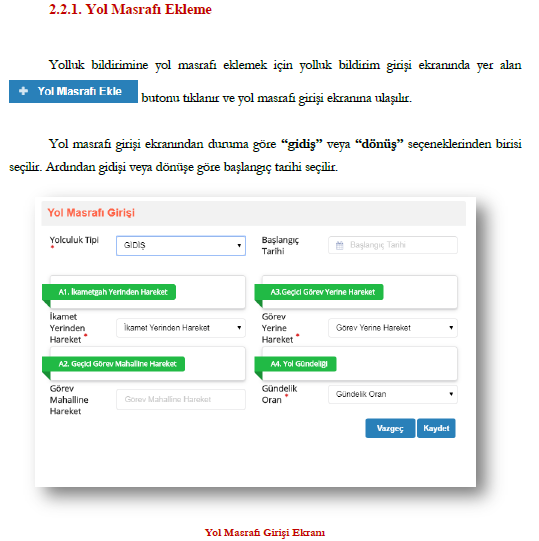 2.2.1. Yol Masrafı Ekleme
Yolluk bildirimine yol masrafı eklemek için yolluk bildirim girişi ekranında yer alan
+ Yol Masrafı Ekle butonu tıklanır ve yol masrafı girişi ekranına ulaşılır.
Yol masrafı girişi ekranından duruma göre “gidiş” veya “dönüş” seçeneklerinden birisi
seçilir. Ardından gidişi veya dönüşe göre başlangıç tarihi seçilir.
Yol Masrafı Girişi
Yolculuk Tipi
*
GİDİŞ
Başlangıç
Tarihi
Başlangıç Tarihi
A1. İkametgah Yerinden Hareket
A3.Geçici Görev Yerine Hareket
İkamet
Yerinden
Hareket *
İkamet Yerinden Hareket
Görev
Yerine
Hareket *
Görev Yerine Hareket
A2. Geçici Görev Mahalline Hareket
A4. Yol Gündeliği
Görev
Mahalline
Hareket
Görev Mahaline Hareket
Gündelik
Oran *
Gündelik Oran
Vazgeç
Kaydet
Yol Masrafı Girişi Ekranı